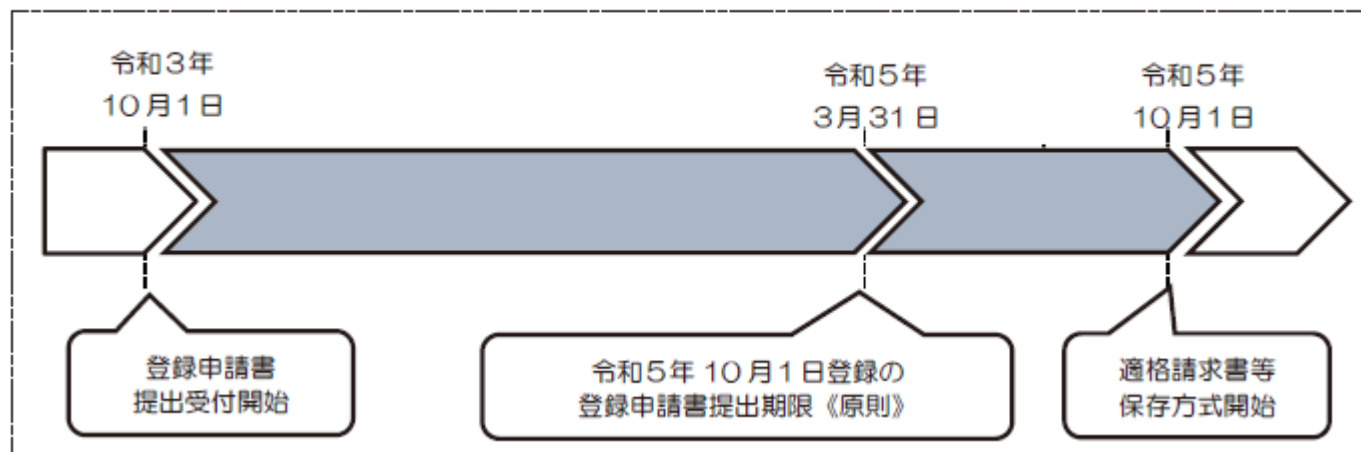 令和３年
10月１日
令和５年
３月31日
令和５年
10月１日
登録申請書
提出受付開始
令和５年 10月１日登録の
登録申請書提出期限《原則》
適格請求書等
保存方式開始